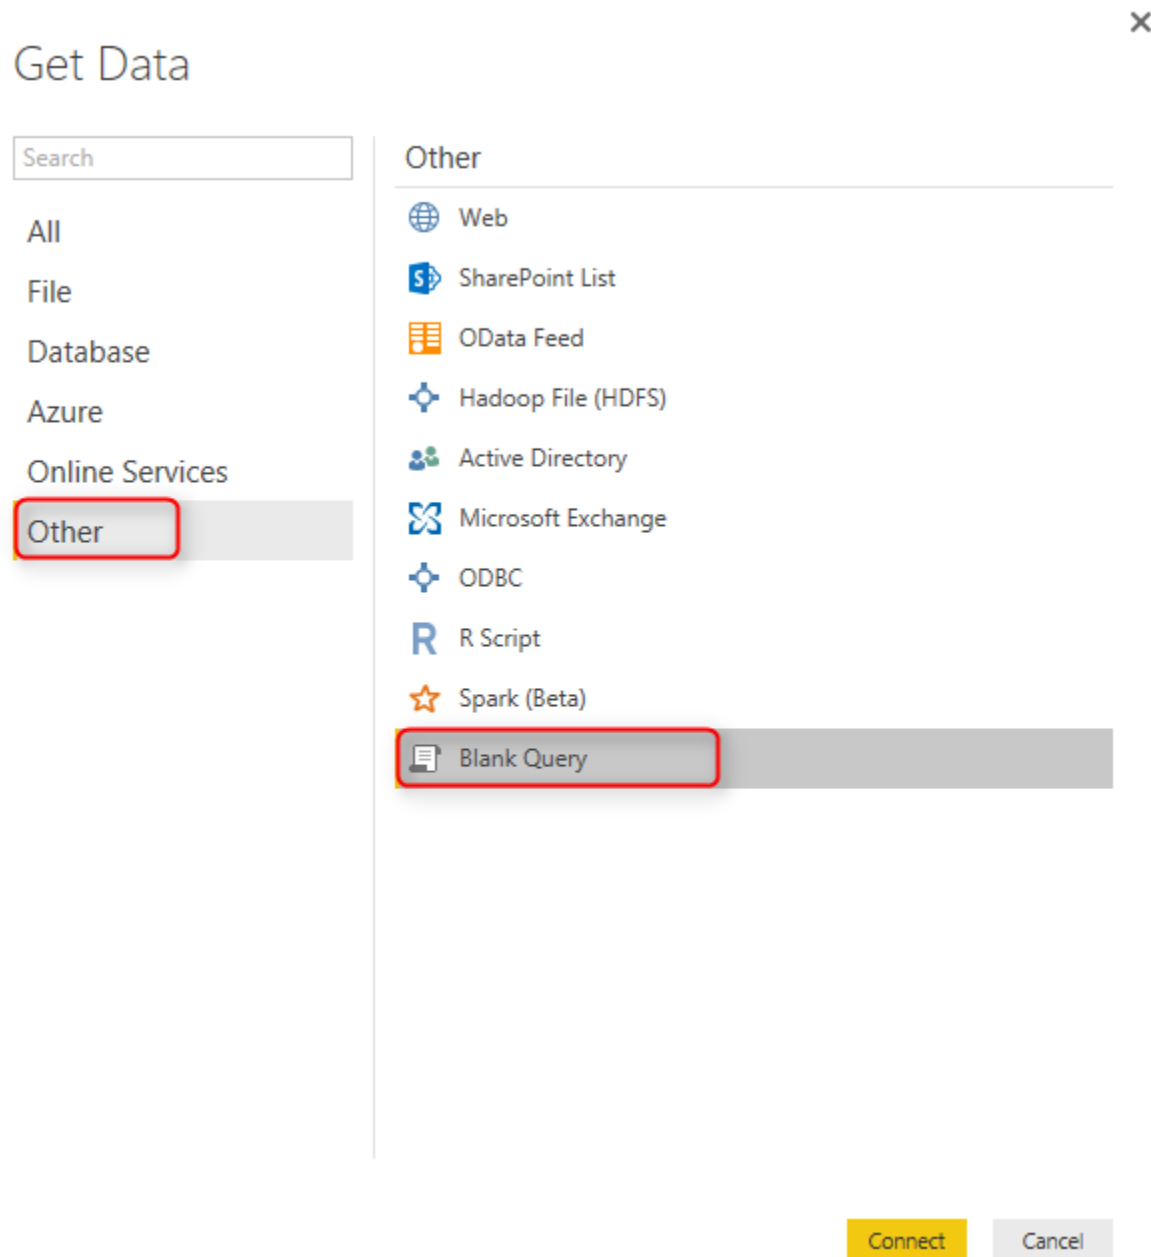 Get Data
Search
All
File
Database
Azure
Online Services
Other
Other
Web
SharePoint List
OData Feed
Hadoop File (HDFS)
Active Directory
Microsoft Exchange
ODBC
R Script
Spark (Beta)
Blank Query
Connect
Cancel